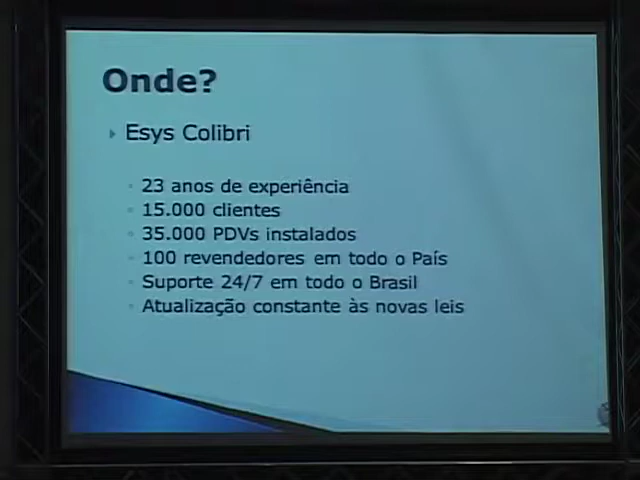 Onde?
Esys Colibri
23 anos de experiência
15.000 clientes
35.000 PDVs instalados
100 revendedores em todo o País
Suporte 24/7 em todo o Brasil
Atualização constante às novas leis